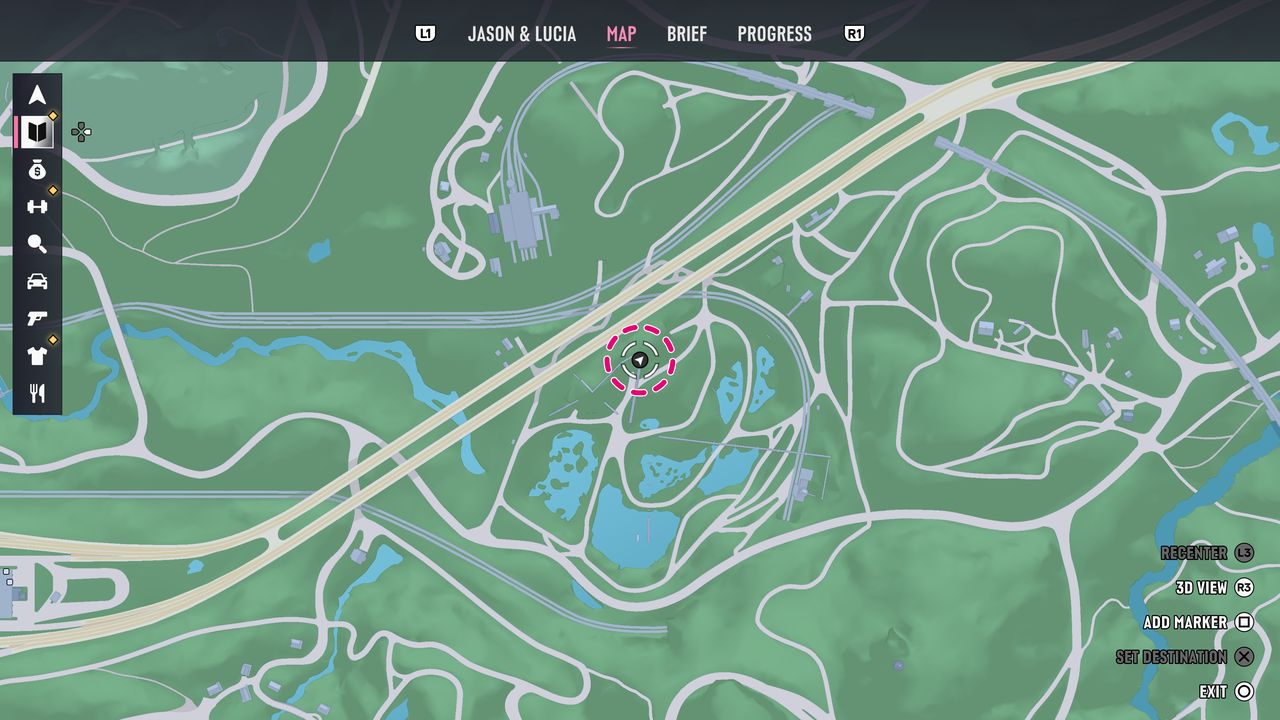 L1 JASON & LUCIA MAP BRIEF PROGRESS R1
$
RECENTER L3
3D VIEW R3
ADD MARKER
SET DESTINATION
EXIT